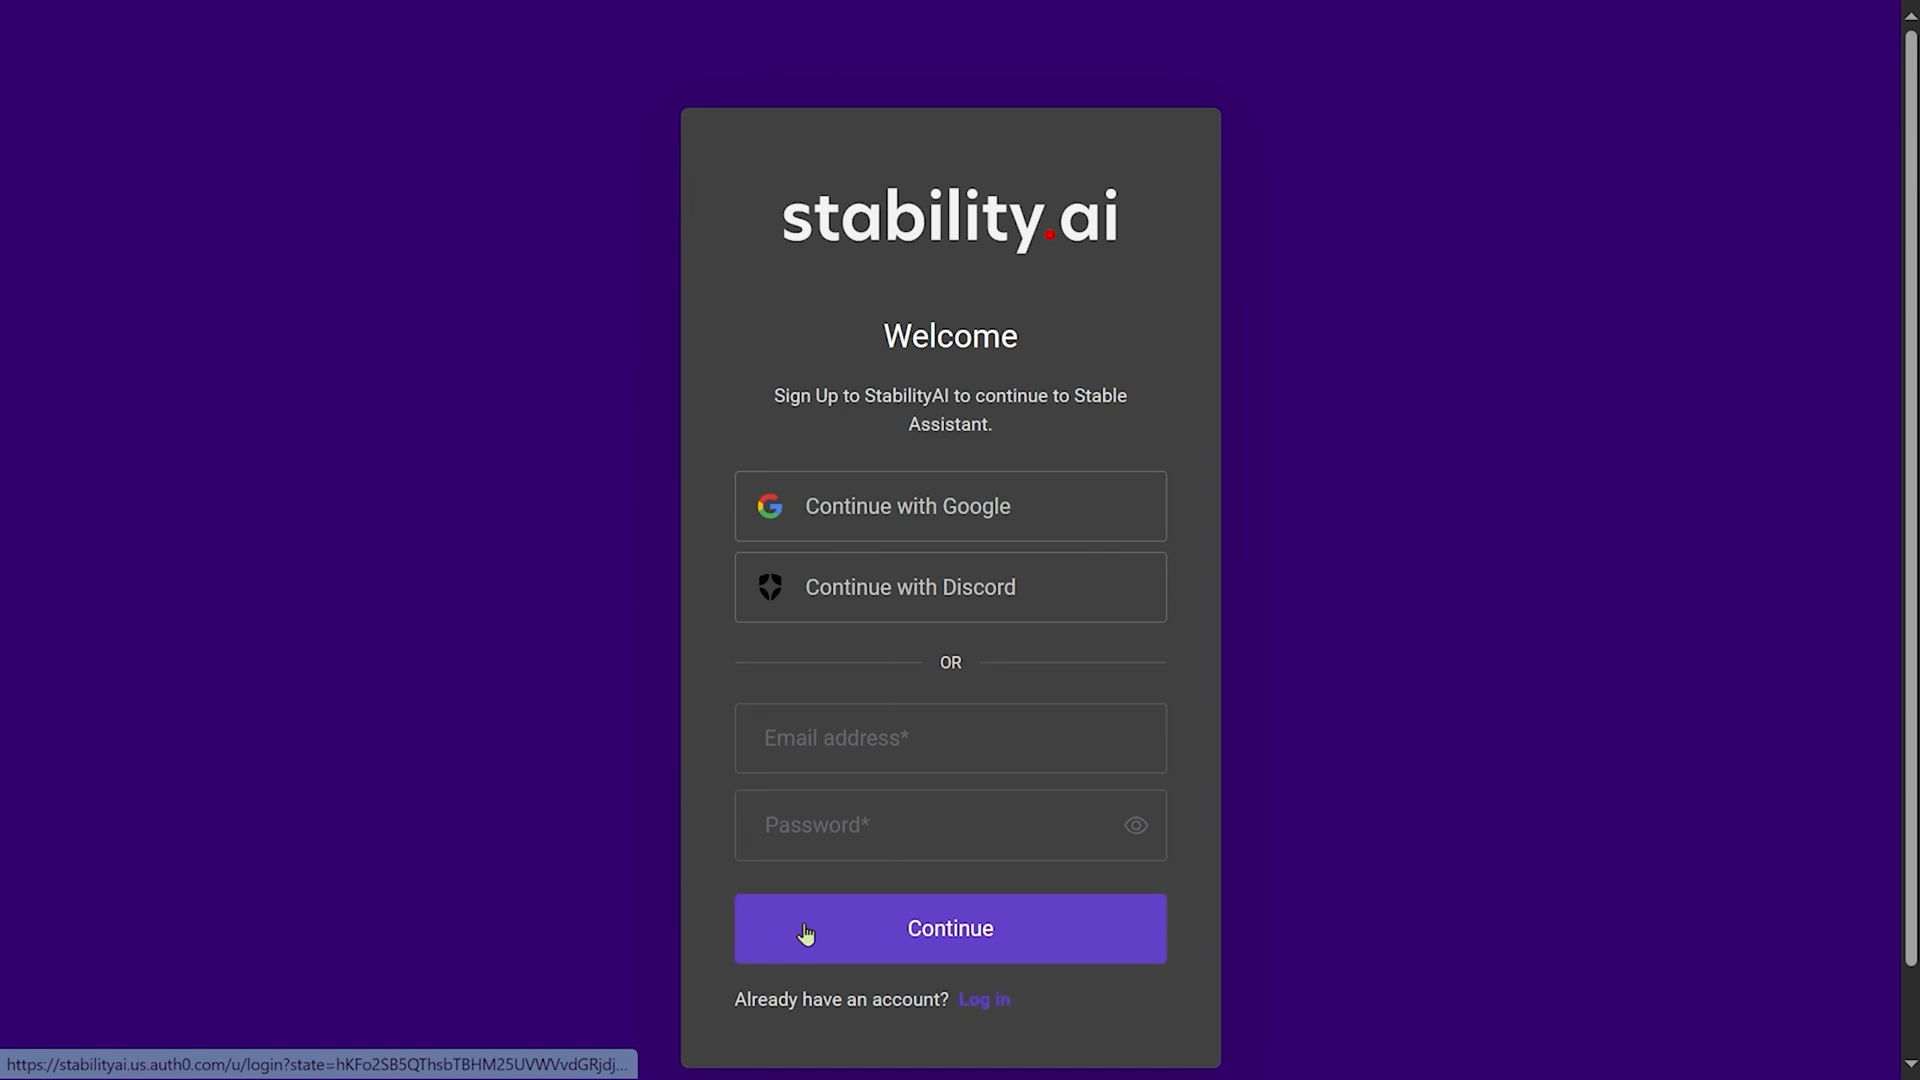 stability.ai
Welcome
Sign Up to StabilityAI to continue to Stable
Assistant.
Continue with Google
Continue with Discord
OR
Email address*
Password*
Continue
Already have an account? Log in
https://stabilityai.us.auth0.com/u/login?state=hKFo2SB5QThsbTBHM25UVWVvdGRjdj...